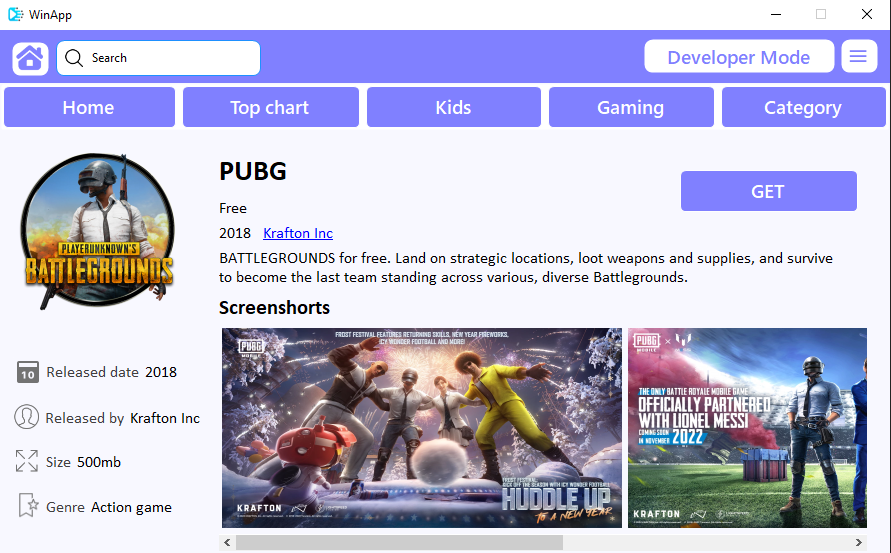 WinApp
Search
Developer Mode
Home
Top chart
Kids
Gaming
Category
PUBG
GET
Free
2018 Krafton Inc
BATTLEGROUNDS for free. Land on strategic locations, loot weapons and supplies, and survive
to become the last team standing across various, diverse Battlegrounds.
Screenshorts
PLAYERUNKNOWN'S
BATTLEGROUNDS
10
Released date 2018
Released by Krafton Inc
Size 500mb
Genre Action game
PUBG
MOBILE
FROST FESTIVAL FEATURES RETURNING SKILLS, NEW YEAR FIREWORKS,
ICY WONDER FOOTBALL AND MORE!
FROST FESTIVAL:
KICK OFF THE SEASON WITH ICY WONDER FOOTBALL
HUDDLE UP
TO A NEW YEAR
KRAFTON
PUBG
MOBILE
X
THE ONLY BATTLE ROYALE MOBILE GAME
OFFICIALLY PARTNERED
WITH LIONEL MESSI
COMING SOON
IN NOVEMBER 2022
KRAFTON